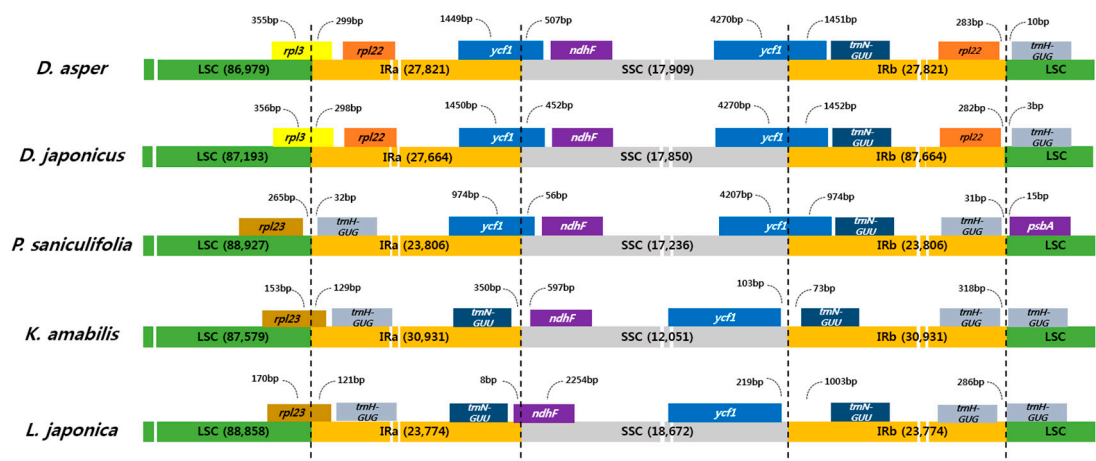 355bp 299bp 1449bp 507bp 4270bp 1451bp 283bp 10bp
rpl3 rpl22 ycf1 ndhF ycf1 trnN-GUU rpl22 trnH-GUG
D. asper LSC (86,979) IRa (27,821) SSC (17,909) IRb (27,821) LSC
356bp 298bp 1450bp 452bp 4270bp 1452bp 282bp 3bp
rpl3 rpl22 ycf1 ndhF ycf1 trnN-GUU rpl22 trnH-GUG
D. japonicus LSC (87,193) IRa (27,664) SSC (17,850) IRb (87,664) LSC
265bp 32bp 974bp 56bp 4207bp 974bp 31bp 15bp
rpl23 trnH-GUG ycf1 ndhF ycf1 trnN-GUU trnH-GUG psbA
P. saniculifolia LSC (88,927) IRa (23,806) SSC (17,236) IRb (23,806) LSC
153bp 129bp 350bp 597bp 103bp 73bp 318bp
rpl23 trnH-GUG trnN-GUU ndhF ycf1 trnN-GUU trnH-GUG trnH-GUG
K. amabilis LSC (87,579) IRa (30,931) SSC (12,051) IRb (30,931) LSC
170bp 121bp 8bp 2254bp 219bp 1003bp 286bp
rpl23 trnH-GUG trnN-GUU ndhF ycf1 trnN-GUU trnH-GUG trnH-GUG
L. japonica LSC (88,858) IRa (23,774) SSC (18,672) IRb (23,774) LSC